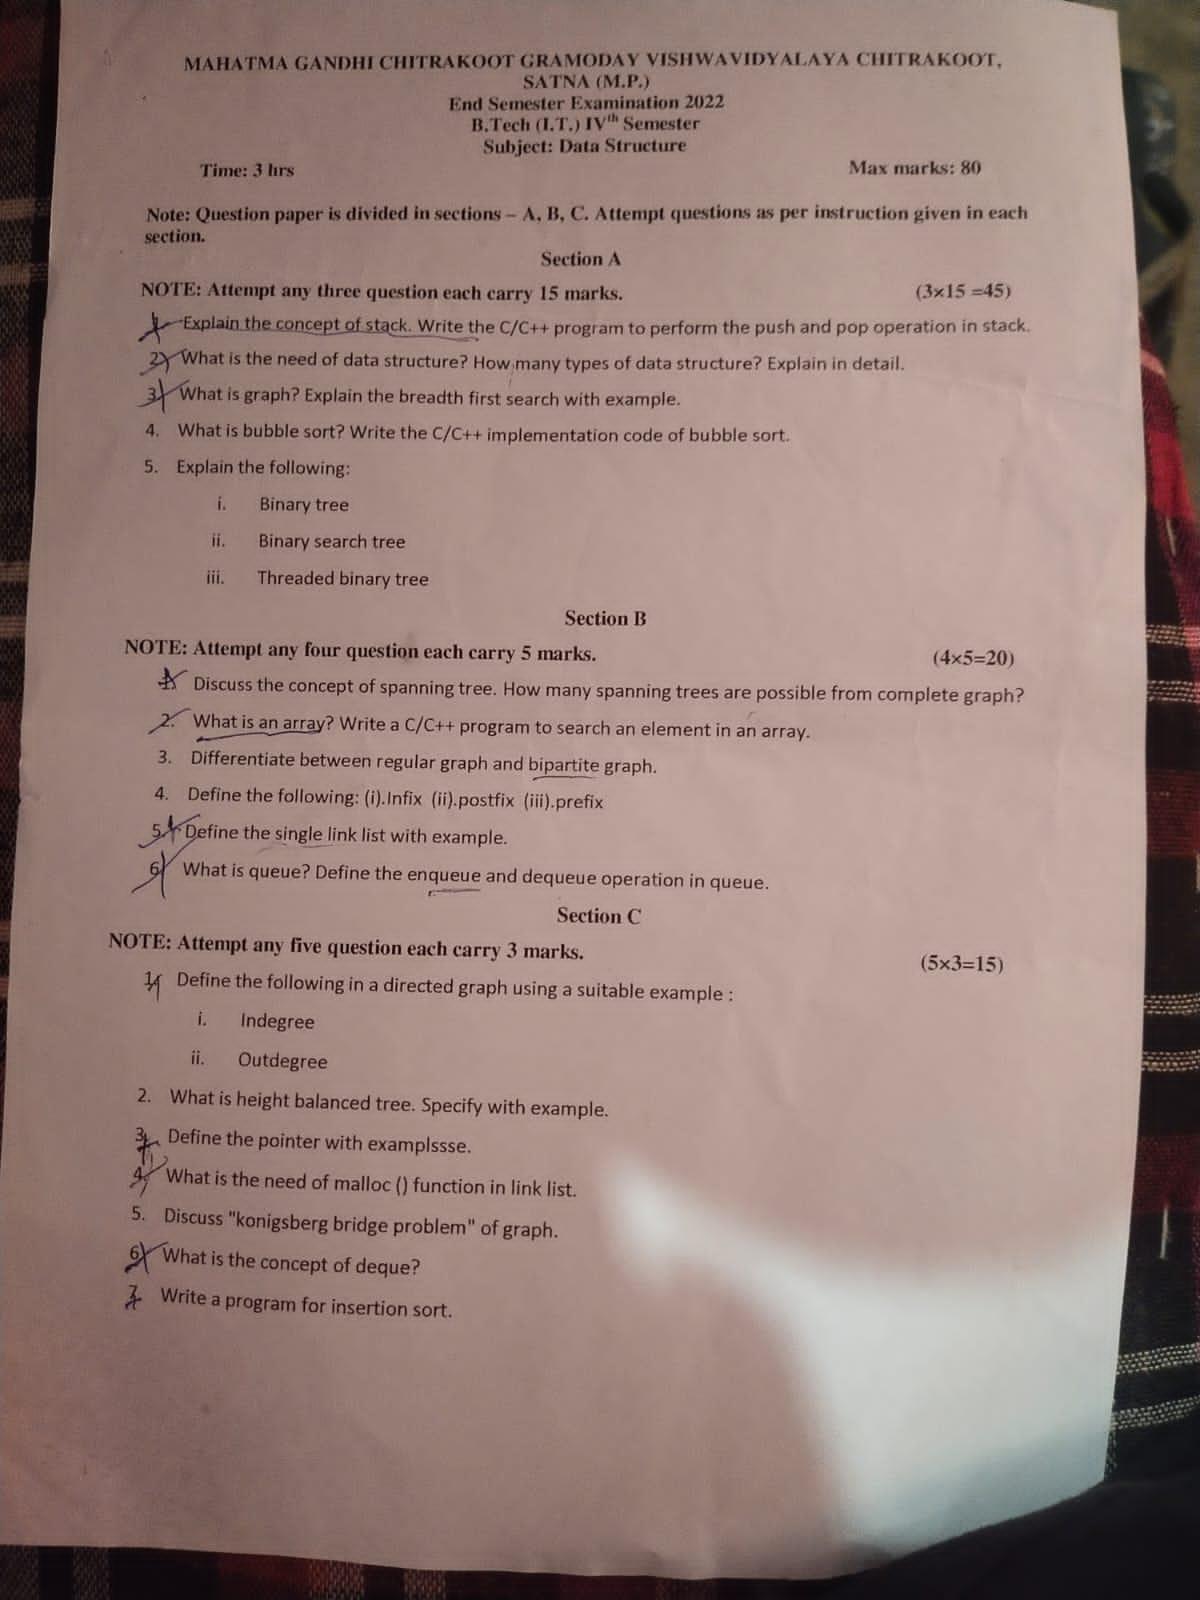 MAHATMA GANDHI CHITRAKOOT GRAMODAY VISHWAVIDYALAYA CHITRAKOOT,
SATNA (M.P.)
End Semester Examination 2022
B.Tech (I.T.) IVth Semester
Subject: Data Structure
Time: 3 hrs Max marks: 80
Note: Question paper is divided in sections – A, B, C. Attempt questions as per instruction given in each
section.
Section A
NOTE: Attempt any three question each carry 15 marks. (3×15 =45)
1. Explain the concept of stack. Write the C/C++ program to perform the push and pop operation in stack.
2. What is the need of data structure? How many types of data structure? Explain in detail.
3. What is graph? Explain the breadth first search with example.
4. What is bubble sort? Write the C/C++ implementation code of bubble sort.
5. Explain the following:
i. Binary tree
ii. Binary search tree
iii. Threaded binary tree
Section B
NOTE: Attempt any four question each carry 5 marks. (4×5=20)
1. Discuss the concept of spanning tree. How many spanning trees are possible from complete graph?
2. What is an array? Write a C/C++ program to search an element in an array.
3. Differentiate between regular graph and bipartite graph.
4. Define the following: (i).Infix (ii).postfix (iii).prefix
5. Define the single link list with example.
6. What is queue? Define the enqueue and dequeue operation in queue.
Section C
NOTE: Attempt any five question each carry 3 marks. (5×3=15)
1. Define the following in a directed graph using a suitable example :
i. Indegree
ii. Outdegree
2. What is height balanced tree. Specify with example.
3. Define the pointer with examplssse.
4. What is the need of malloc () function in link list.
5. Discuss "konigsberg bridge problem" of graph.
6. What is the concept of deque?
7. Write a program for insertion sort.